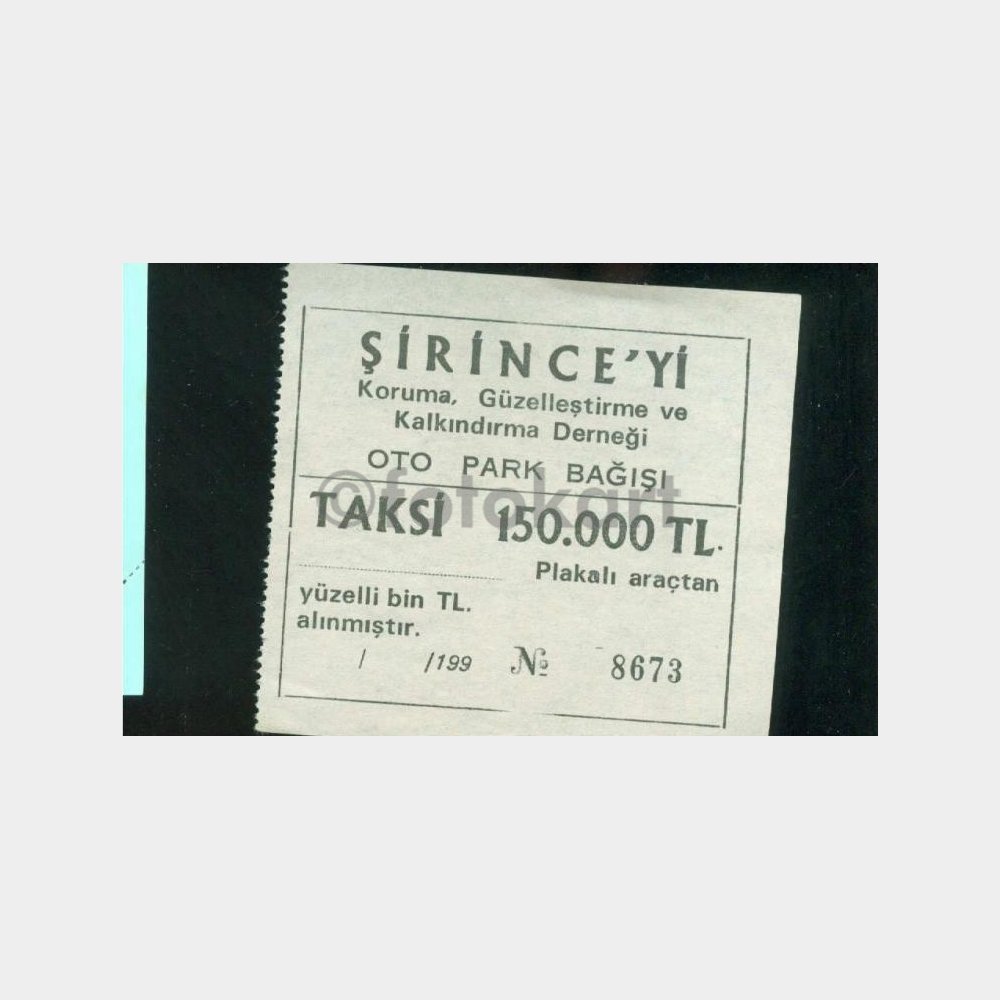 ŞİRİNCE'Yİ
Koruma, Güzelleştirme ve
Kalkındırma Derneği
OTO PARK BAĞIŞI
©fotokart
TAKSİ 150.000 TL.
Plakalı araçtan
yüzelli bin TL.
alınmıştır.
/ /199 № 8673